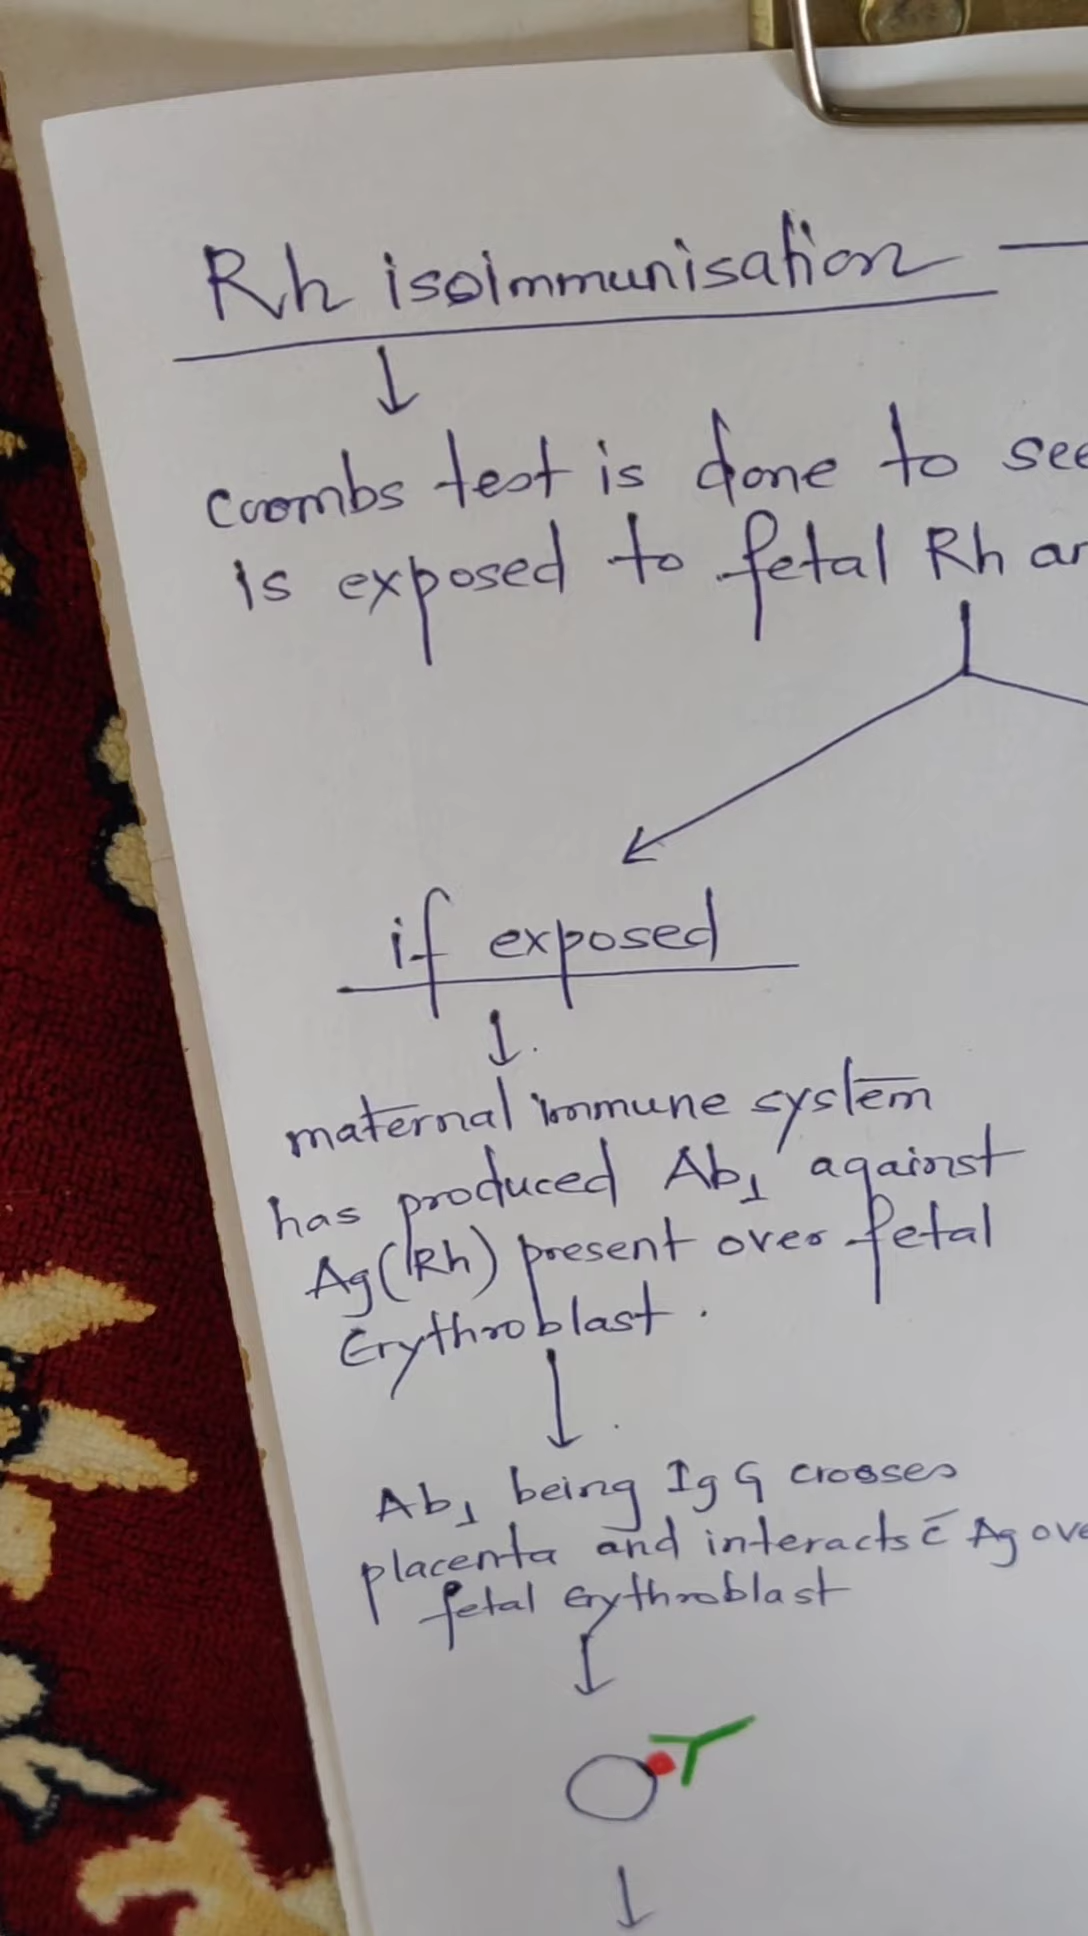 Rh isoimmunisation —
Coombs test is done to see
is exposed to fetal Rh
if exposed
maternal immune system
has produced Ab1 against
Ag(Rh) present over fetal
Erythroblast.
Ab1 being IgG crosses
placenta and interacts c̄ Ag
fetal erythroblast